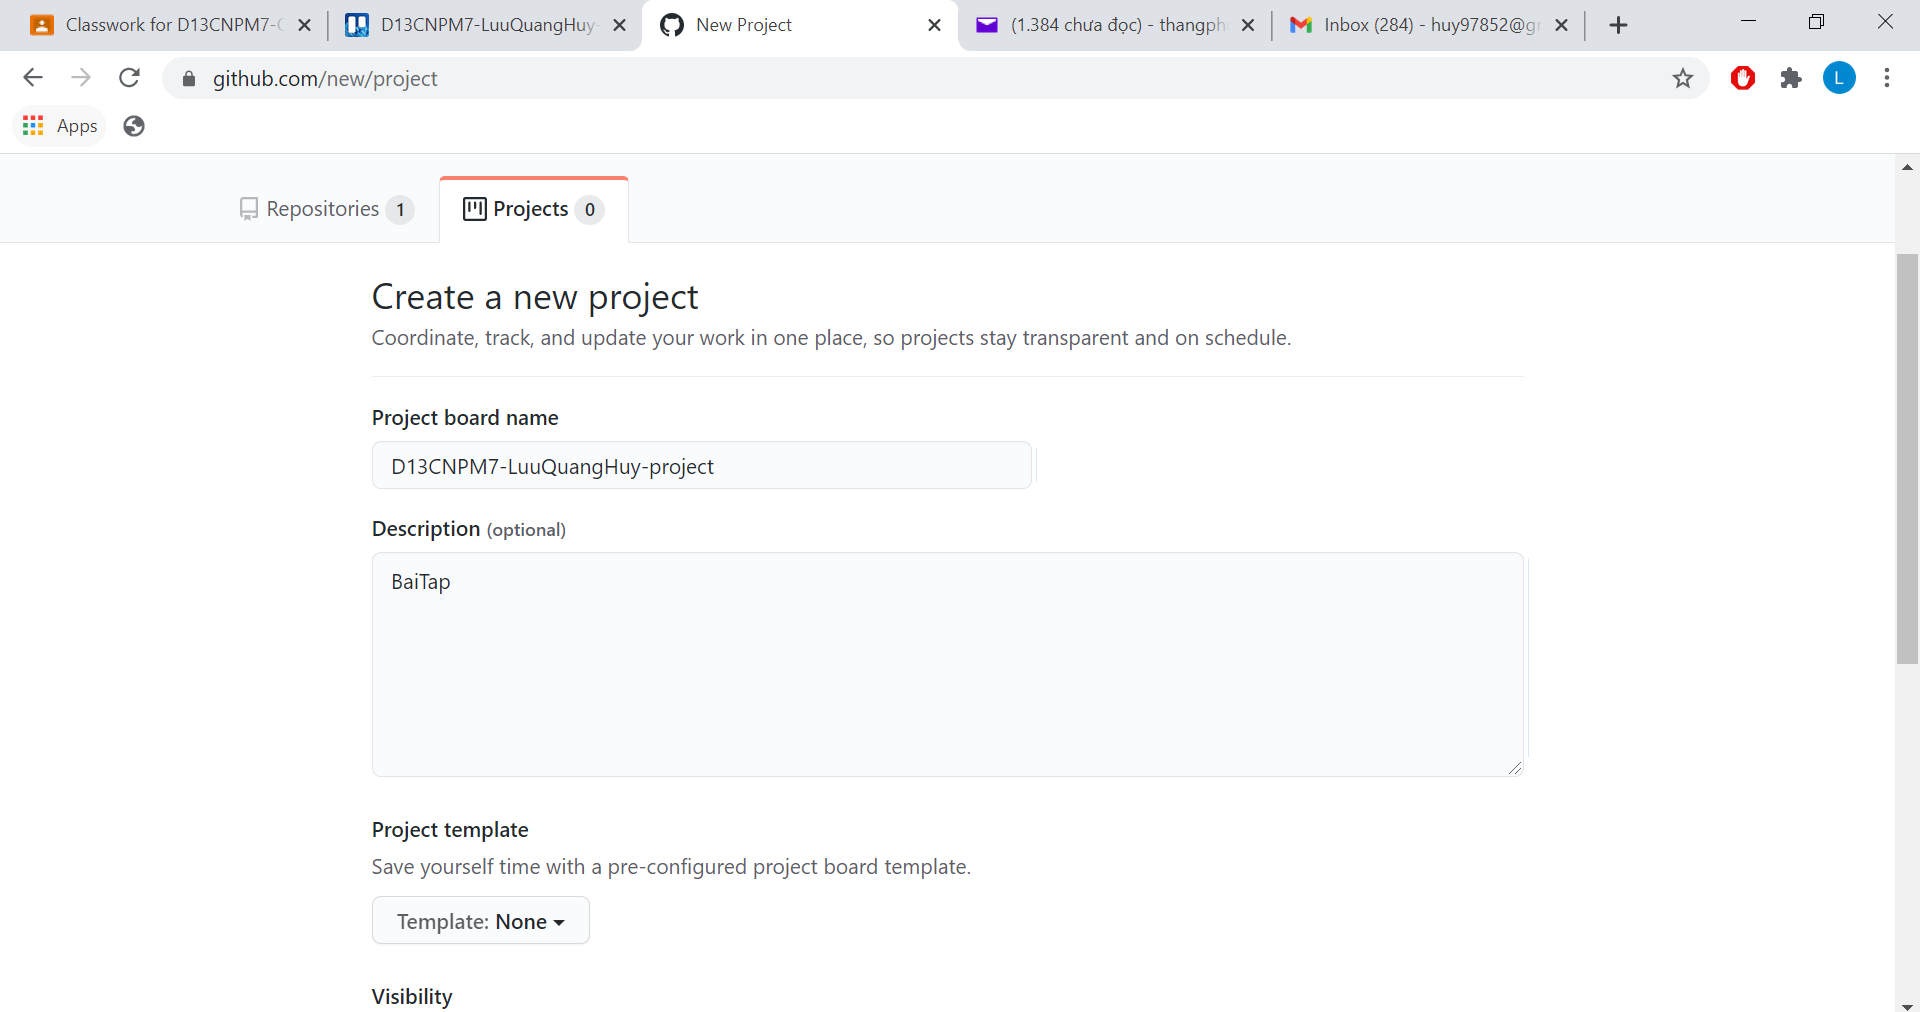 Classwork for D13CNPM7-
D13CNPM7-LuuQuangHuy-
New Project
(1.384 chưa đọc) - thangph
Inbox (284) - huy97852@g
github.com/new/project
L
Apps
Repositories 1
Projects 0
Create a new project
Coordinate, track, and update your work in one place, so projects stay transparent and on schedule.
Project board name
D13CNPM7-LuuQuangHuy-project
Description (optional)
BaiTap
Project template
Save yourself time with a pre-configured project board template.
Template: None
Visibility